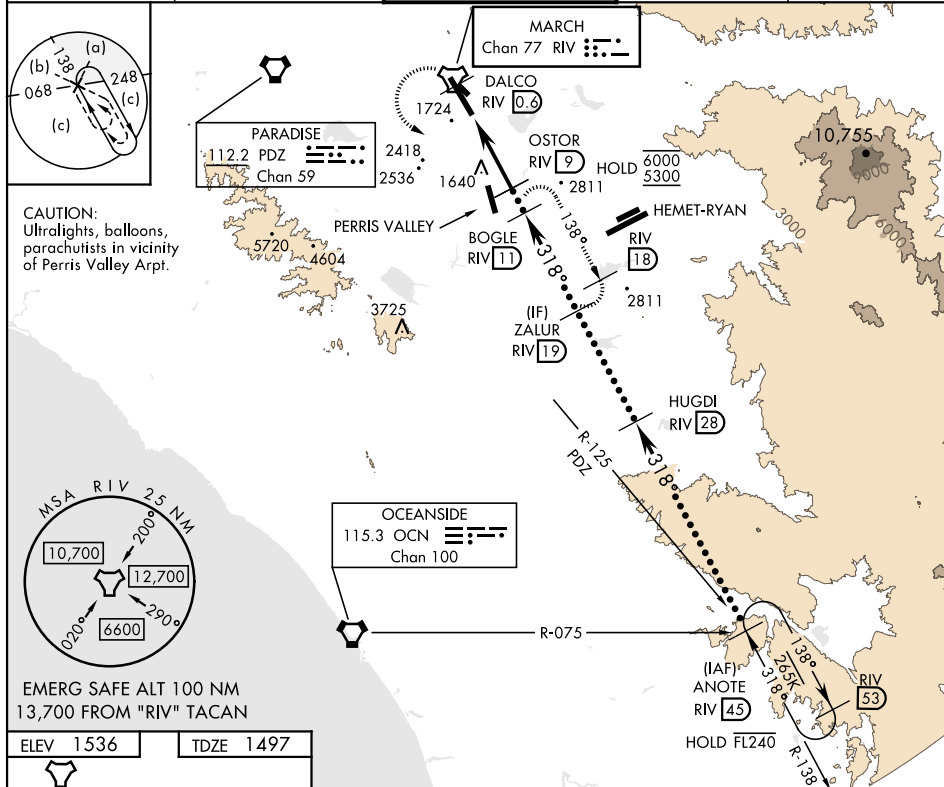 (a)
138
(b)
248
068
(c)
(c)
MARCH
Chan 77 RIV
DALCO
RIV 0.6
1724
PARADISE
112.2 PDZ
Chan 59
2418
2536
1640
OSTOR
RIV 9
HOLD 6000
5300
2811
10,755
9000
3000
6000
HEMET-RYAN
PERRIS VALLEY
CAUTION:
Ultralights, balloons,
parachutists in vicinity
of Perris Valley Arpt.
5720
4604
BOGLE
RIV 11
138°
318°
RIV
18
2811
3725
(IF)
ZALUR
RIV 19
HUGDI
RIV 28
R-125
PDZ
318°
MSA RIV 25 NM
200°
10,700
12,700
290°
020°
6600
OCEANSIDE
115.3 OCN
Chan 100
R-075
138°
265K
318°
(IAF)
ANOTE
RIV 45
RIV
53
HOLD FL240
R-138
EMERG SAFE ALT 100 NM
13,700 FROM "RIV" TACAN
ELEV 1536
TDZE 1497